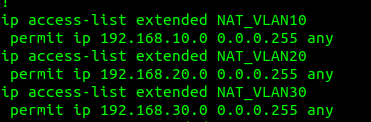 !
ip access-list extended NAT_VLAN10
 permit ip 192.168.10.0 0.0.0.255 any
ip access-list extended NAT_VLAN20
 permit ip 192.168.20.0 0.0.0.255 any
ip access-list extended NAT_VLAN30
 permit ip 192.168.30.0 0.0.0.255 any